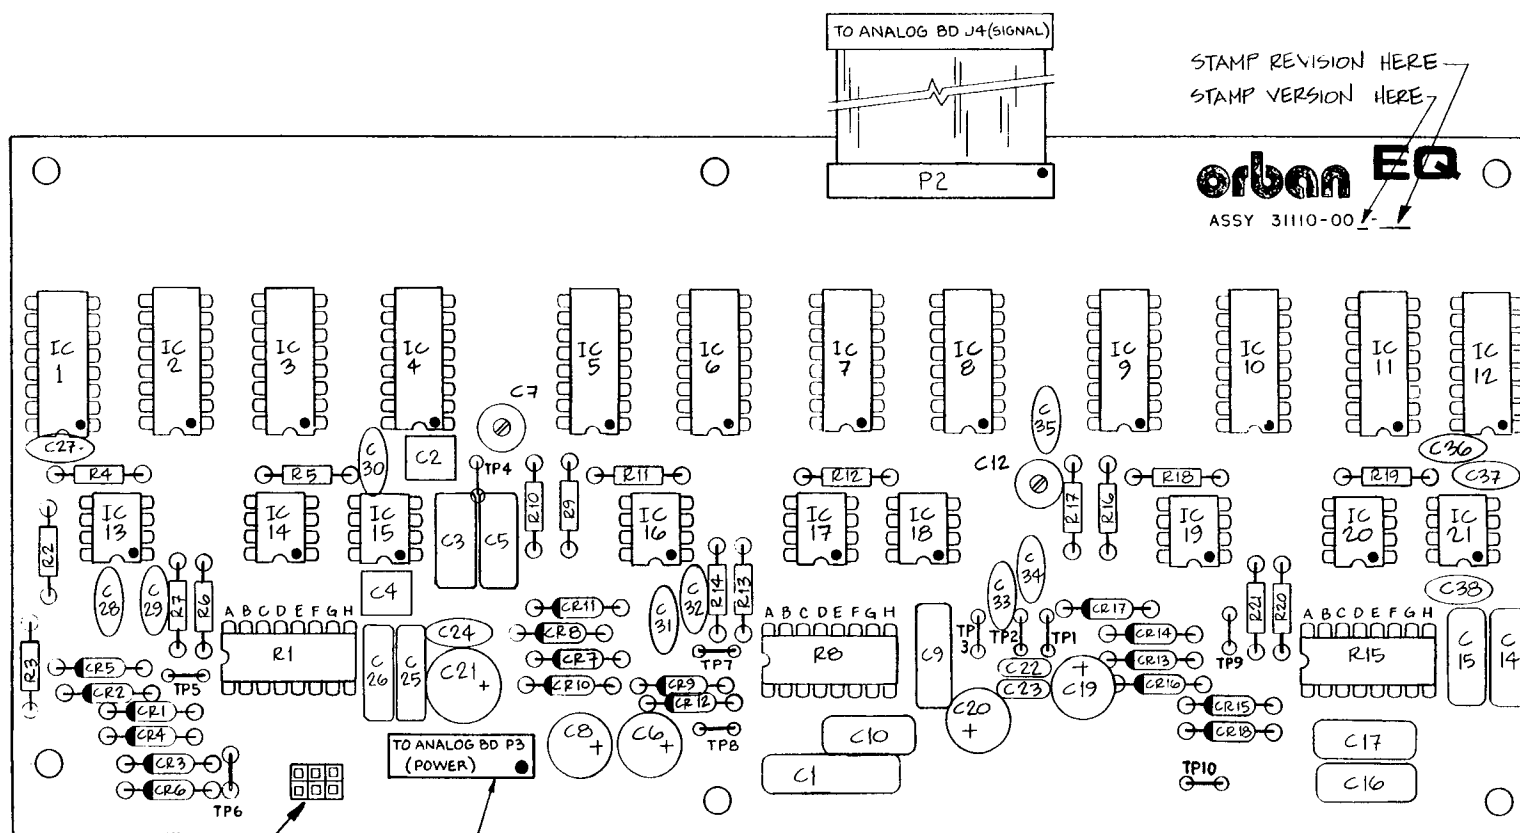 TO ANALOG BD J4(SIGNAL)
STAMP REVISION HERE
STAMP VERSION HERE
P2
orban EQ
ASSY 31110-00 _-__
IC 1
IC 2
IC 3
IC 4
IC 5
IC 6
IC 7
IC 8
IC 9
IC 10
IC 11
IC 12
C7
C27
C30
C2
TP4
C35
C12
C36
C37
R4
R5
R10
R9
R11
R12
R17
R16
R18
R19
R2
IC 13
IC 14
IC 15
C3
C5
IC 16
IC 17
IC 18
IC 19
IC 20
IC 21
C28
C29
R7
R6
C4
C31
C32
R14
R13
C33
C34
R21
R20
C38
A B C D E F G H
R1
C24
CR11
CR8
CR7
CR10
A B C D E F G H
R8
C9
TP3
TP2
TP1
CR17
CR14
CR13
CR16
TP9
A B C D E F G H
R15
C15
C14
R3
CR5
CR2
CR1
CR4
CR3
CR6
TP5
TP6
C26
C25
C21
+
CR9
CR12
TP7
TP8
C22
C23
C19
+
C20
+
CR15
CR18
TP10
TO ANALOG BD P3
(POWER)
C8
+
C6
+
C10
C1
C17
C16